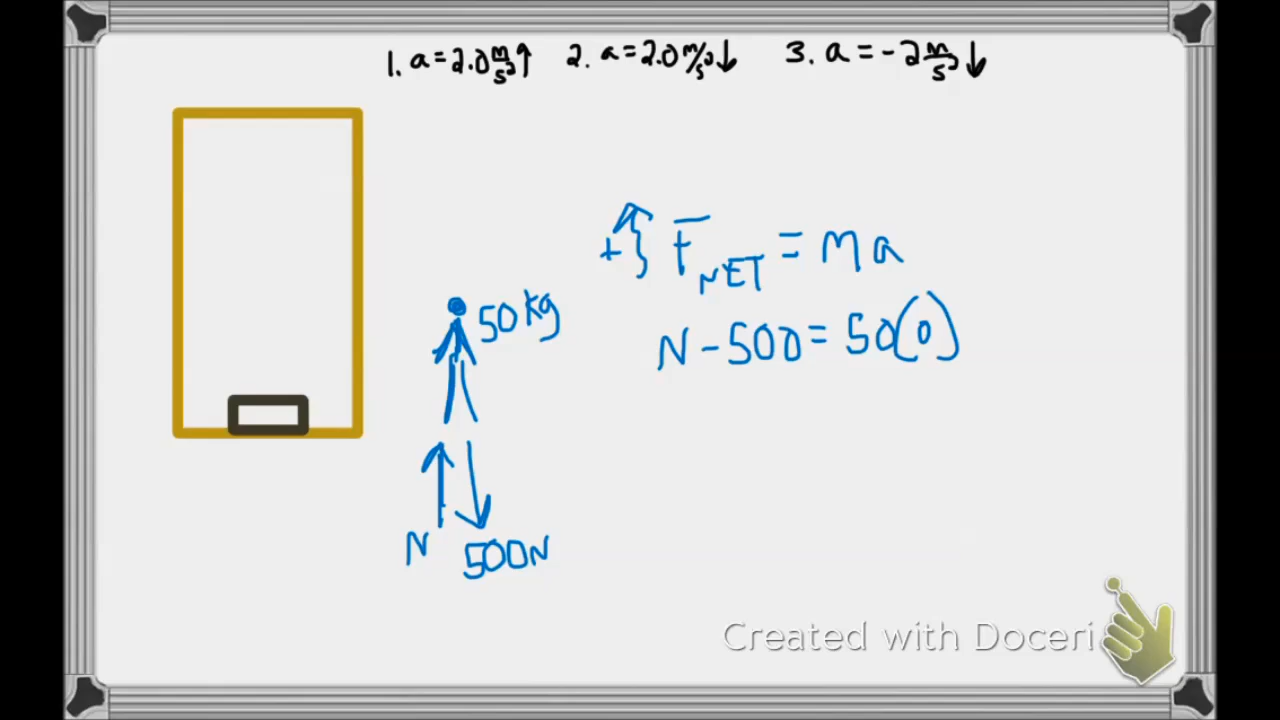 1. a = 2.0 m/s² ↑ 2. a = 2.0 m/s² ↓ 3. a = -2 m/s² ↓
+↑ F NET = ma
50 kg
N - 500 = 50(0)
N 500N
Created with Doceri